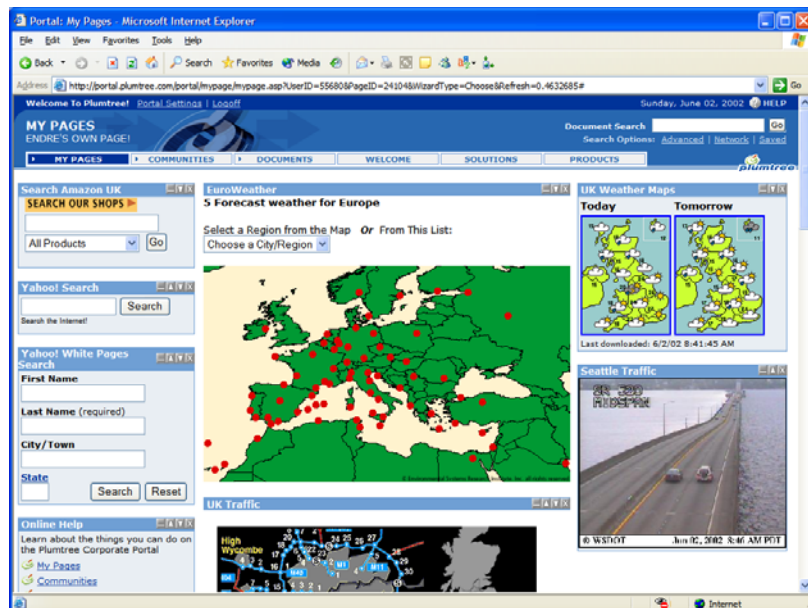 Portal: My Pages - Microsoft Internet Explorer
File Edit View Favorites Tools Help
Back Search Favorites Media
Address http://portal.plumtree.com/portal/mypage/mypage.asp?UserID=55680&PageID=24104&WizardType=Choose&Refresh=0.4632685# Go
Welcome To Plumtree! Portal Settings | Logoff Sunday, June 02, 2002 HELP
MY PAGES
ENDRE'S OWN PAGE!
Document Search Go
Search Options: Advanced | Network | Saved
MY PAGES COMMUNITIES DOCUMENTS WELCOME SOLUTIONS PRODUCTS
plumtree
Search Amazon UK
SEARCH OUR SHOPS
All Products Go
Yahoo! Search
Search
Search the Internet!
Yahoo! White Pages
Search
First Name
Last Name (required)
City/Town
State
Search Reset
Online Help
Learn about the things you can do on
the Plumtree Corporate Portal
My Pages
Communities
EuroWeather
5 Forecast weather for Europe
Select a Region from the Map Or From This List:
Choose a City/Region
UK Traffic
High
Wycombe
M40
M1
M11
UK Weather Maps
Today Tomorrow
Last downloaded: 6/2/02 8:41:45 AM
Seattle Traffic
SR 520
MIDSPAN
© WSDOT Jun 02, 2002 8:46 AM PDT
Internet